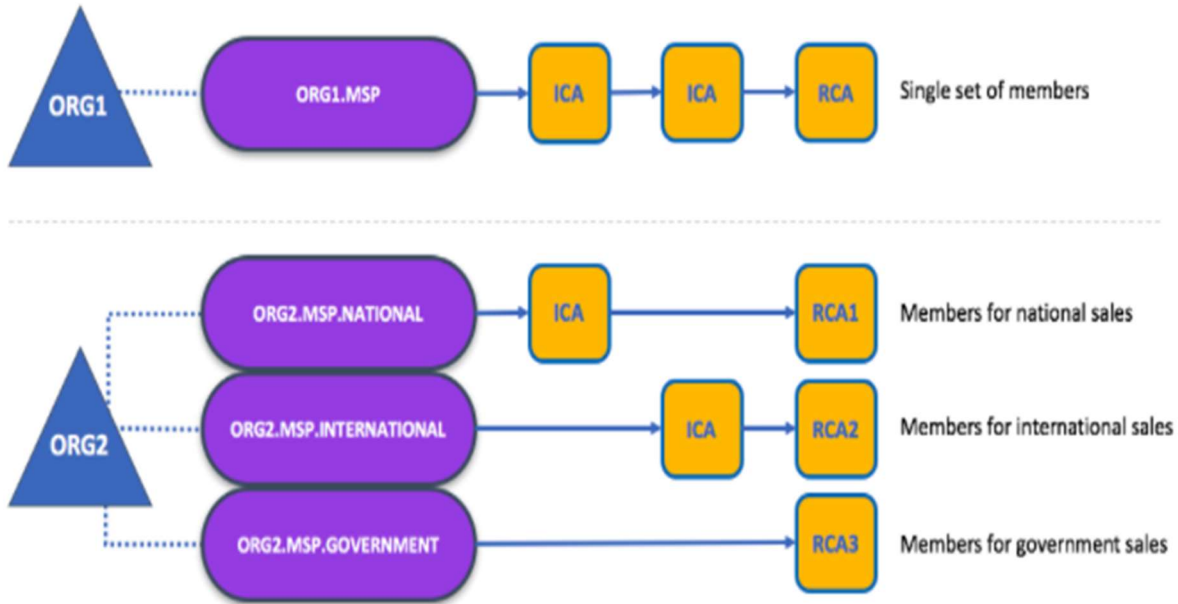 ORG1
ORG1.MSP
ICA
ICA
RCA
Single set of members
ORG2
ORG2.MSP.NATIONAL
ICA
RCA1
Members for national sales
ORG2.MSP.INTERNATIONAL
ICA
RCA2
Members for international sales
ORG2.MSP.GOVERNMENT
RCA3
Members for government sales